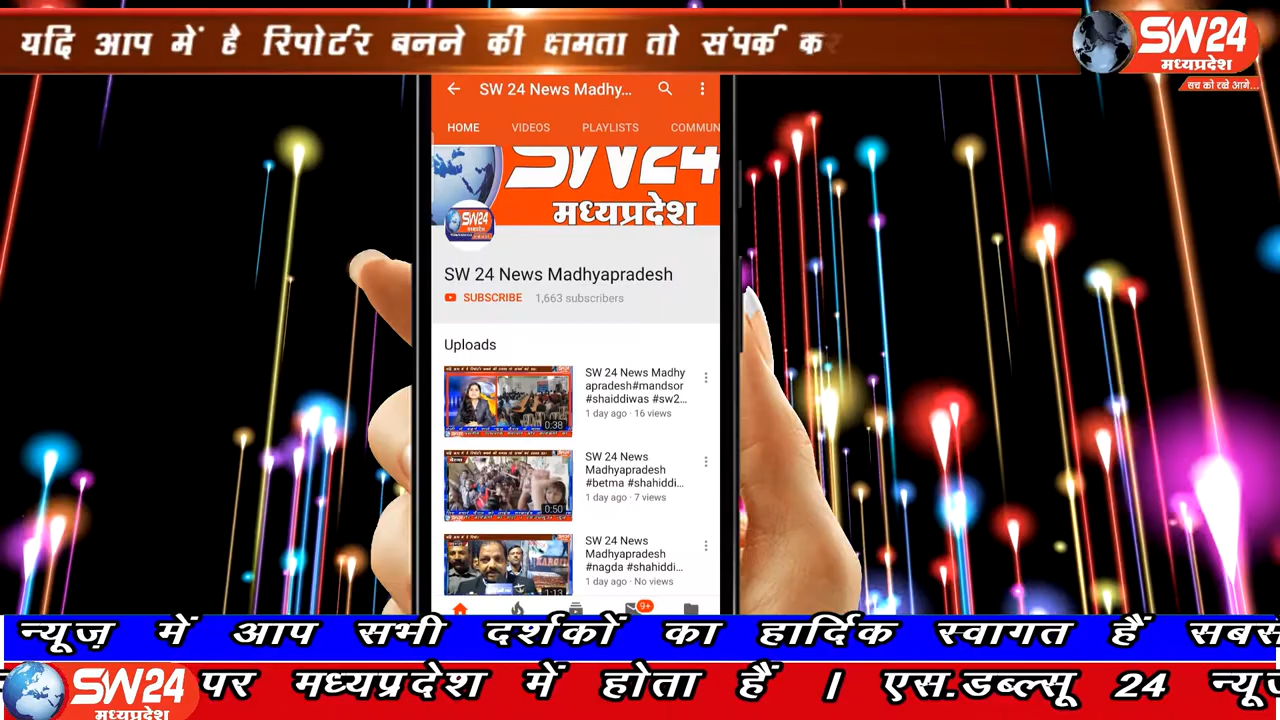 यदि आप में है रिपोर्टर बनने की क्षमता तो संपर्क कर
SW24
मध्यप्रदेश
सच को रखे आगे...
SW 24 News Madhy...
HOME VIDEOS PLAYLISTS COMMUN
SW24
मध्यप्रदेश
SW24
SW 24 News Madhyapradesh
SUBSCRIBE 1,663 subscribers
Uploads
SW 24 News Madhy
apradesh#mandsor
#shaiddiwas #sw2...
1 day ago · 16 views
0:38
SW 24 News
Madhyapradesh
#betma #shahiddi...
1 day ago · 7 views
0:50
SW 24 News
Madhyapradesh
#nagda #shahiddi...
1 day ago · No views
1:13
9+
न्यूज़ में आप सभी दर्शकों का हार्दिक स्वागत हैं सबस
SW24
मध्यप्रदेश
पर मध्यप्रदेश में होता हैं । एस.डब्ल्सू 24 न्यूज़